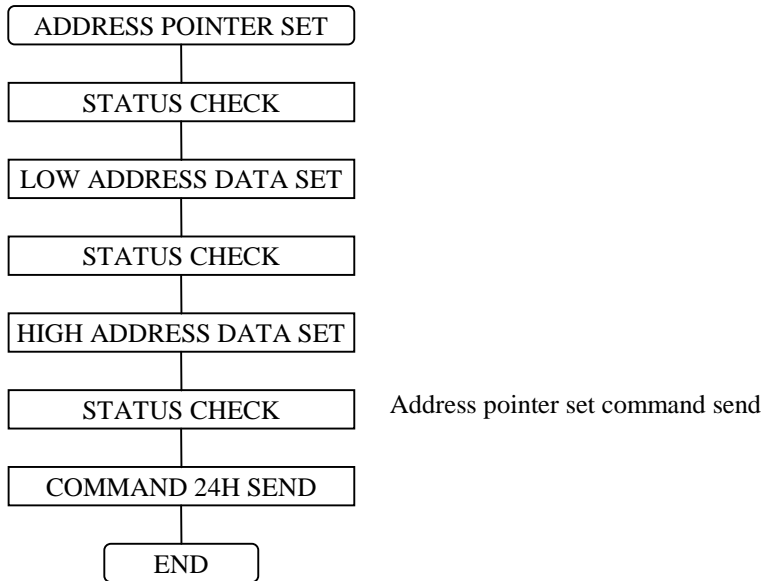 ADDRESS POINTER SET
STATUS CHECK
LOW ADDRESS DATA SET
STATUS CHECK
HIGH ADDRESS DATA SET
STATUS CHECK
Address pointer set command send
COMMAND 24H SEND
END